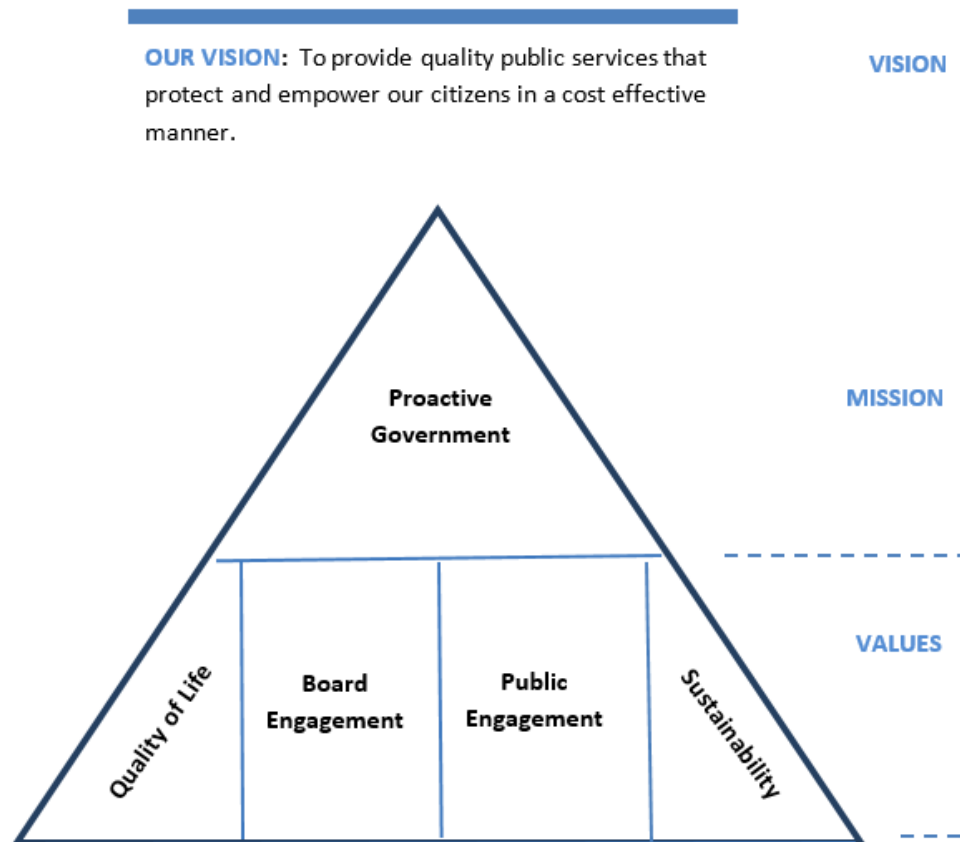 OUR VISION: To provide quality public services that
protect and empower our citizens in a cost effective
manner.
VISION
Proactive
Government
MISSION
VALUES
Quality of Life
Board
Engagement
Public
Engagement
Sustainability